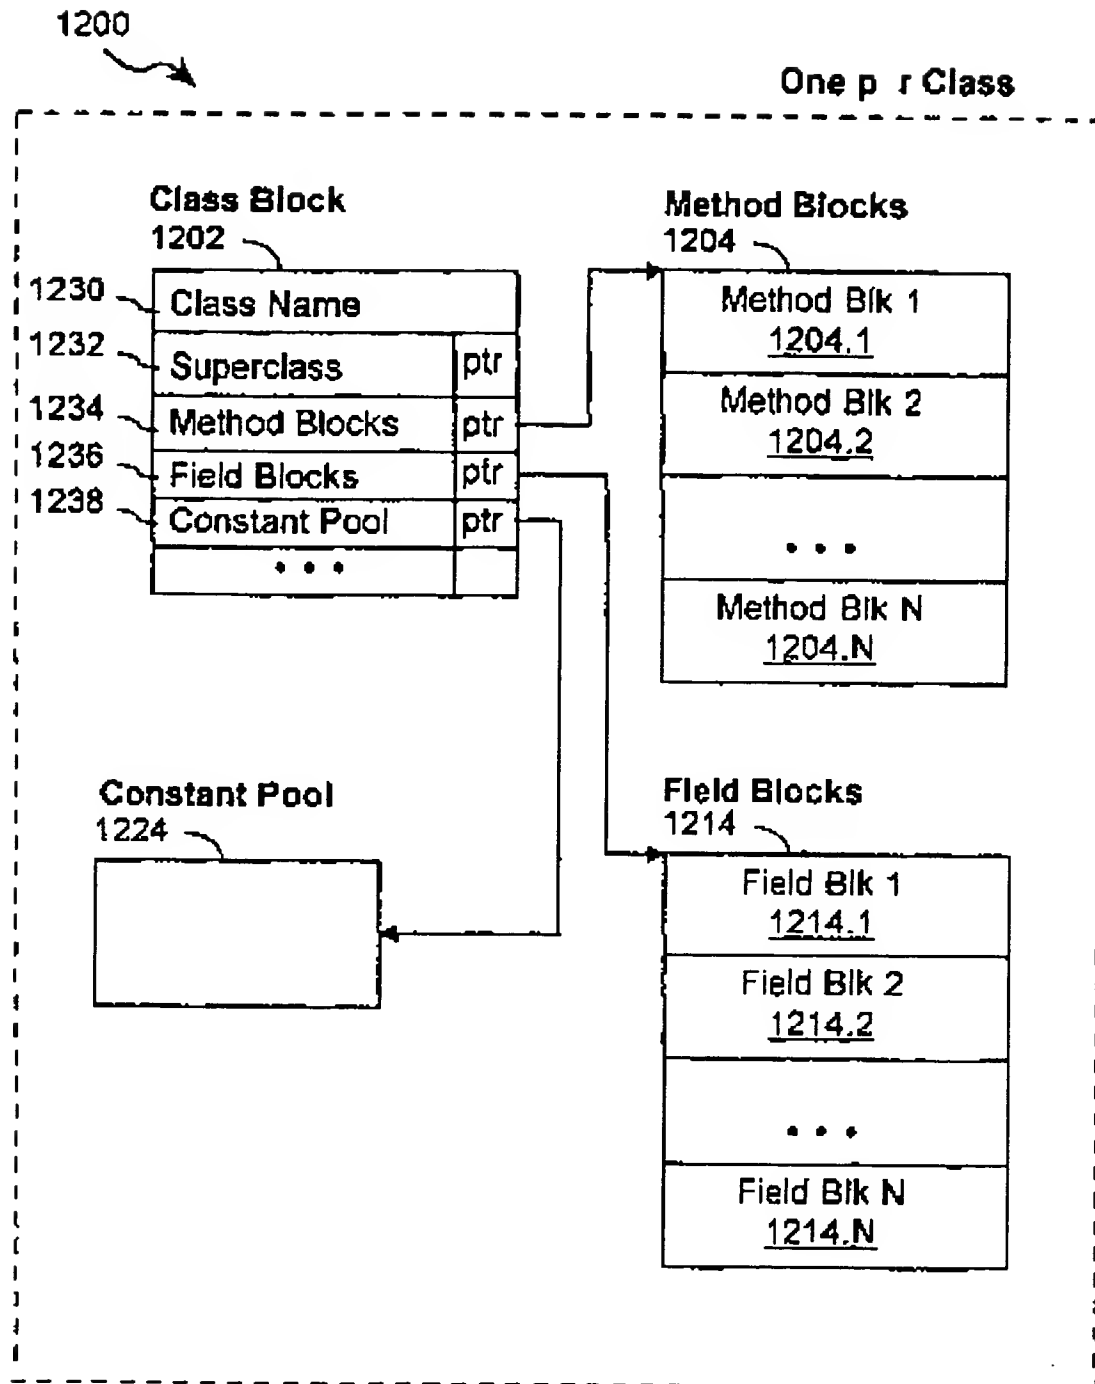 1200
One p r Class
Class Block
1202
1230
Class Name
1232
Superclass ptr
1234
Method Blocks ptr
1236
Field Blocks ptr
1238
Constant Pool ptr
• • •
Method Blocks
1204
Method Blk 1
1204.1
Method Blk 2
1204.2
• • •
Method Blk N
1204.N
Constant Pool
1224
Field Blocks
1214
Field Blk 1
1214.1
Field Blk 2
1214.2
• • •
Field Blk N
1214.N